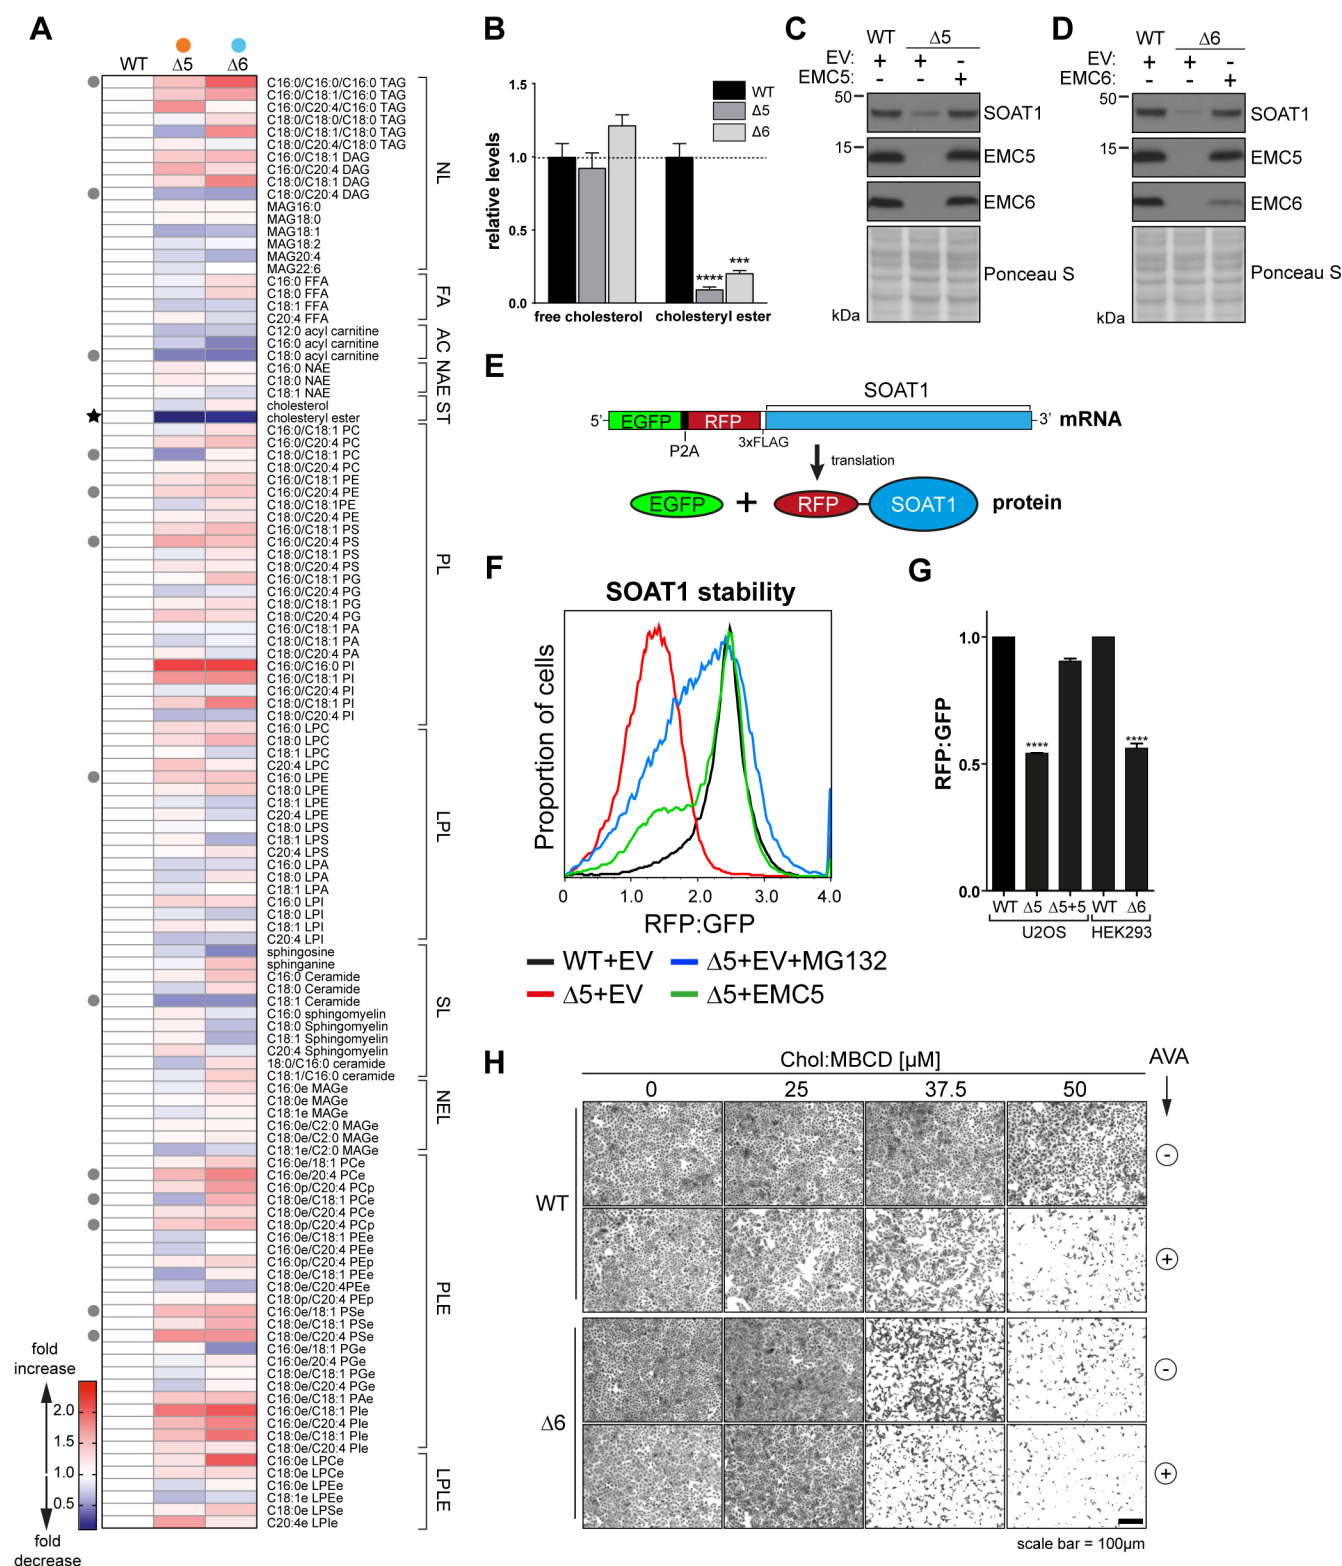 A
WT Δ5 Δ6
C16:0/C16:0/C16:0 TAG
C16:0/C18:1/C16:0 TAG
C16:0/C20:4/C16:0 TAG
C18:0/C18:0/C18:0 TAG
C18:0/C18:1/C18:0 TAG
C18:0/C20:4/C18:0 TAG
C16:0/C18:1 DAG
C16:0/C20:4 DAG
C18:0/C18:1 DAG
C18:0/C20:4 DAG
MAG16:0
MAG18:0
MAG18:1
MAG18:2
MAG20:4
MAG22:6
NL
C16:0 FFA
C18:0 FFA
C18:1 FFA
C20:4 FFA
FA
C12:0 acyl carnitine
C16:0 acyl carnitine
C18:0 acyl carnitine
AC
C16:0 NAE
C18:0 NAE
C18:1 NAE
NAE
cholesterol
cholesteryl ester
ST
C16:0/C18:1 PC
C16:0/C20:4 PC
C18:0/C18:1 PC
C18:0/C20:4 PC
C16:0/C18:1 PE
C16:0/C20:4 PE
C18:0/C18:1PE
C18:0/C20:4 PE
C16:0/C18:1 PS
C16:0/C20:4 PS
C18:0/C18:1 PS
C18:0/C20:4 PS
C16:0/C18:1 PG
C16:0/C20:4 PG
C18:0/C18:1 PG
C18:0/C20:4 PG
C16:0/C18:1 PA
C18:0/C18:1 PA
C18:0/C20:4 PA
C16:0/C16:0 PI
C16:0/C18:1 PI
C16:0/C20:4 PI
C18:0/C18:1 PI
C18:0/C20:4 PI
PL
C16:0 LPC
C18:0 LPC
C18:1 LPC
C20:4 LPC
C16:0 LPE
C18:0 LPE
C18:1 LPE
C20:4 LPE
C18:0 LPS
C18:1 LPS
C20:4 LPS
C16:0 LPA
C18:0 LPA
C18:1 LPA
C16:0 LPI
C18:0 LPI
C18:1 LPI
C20:4 LPI
LPL
sphingosine
sphinganine
C16:0 Ceramide
C18:0 Ceramide
C18:1 Ceramide
C16:0 sphingomyelin
C18:0 Sphingomyelin
C18:1 Sphingomyelin
C20:4 Sphingomyelin
18:0/C16:0 ceramide
C18:1/C16:0 ceramide
SL
C16:0e MAGe
C18:0e MAGe
C18:1e MAGe
C16:0e/C2:0 MAGe
C18:0e/C2:0 MAGe
C18:1e/C2:0 MAGe
NEL
C16:0e/18:1 PCe
C16:0e/20:4 PCe
C16:0p/C20:4 PCp
C18:0e/C18:1 PCe
C18:0e/C20:4 PCe
C18:0p/C20:4 PCp
C16:0e/C18:1 PEe
C16:0e/C20:4 PEe
C16:0p/C20:4 PEp
C18:0e/C18:1 PEe
C18:0e/C20:4PEe
C18:0p/C20:4 PEp
C16:0e/18:1 PSe
C18:0e/C18:1 PSe
C18:0e/C20:4 PSe
C16:0e/18:1 PGe
C16:0e/20:4 PGe
C18:0e/C18:1 PGe
C18:0e/C20:4 PGe
C16:0e/C18:1 PAe
C16:0e/C18:1 PIe
C16:0e/C20:4 PIe
C18:0e/C18:1 PIe
C18:0e/C20:4 PIe
PLE
C16:0e LPCe
C18:0e LPCe
C16:0e LPEe
C18:1e LPEe
C18:0e LPSe
C20:4e LPIe
LPLE
fold
increase
2.0
1.5
1.0
0.5
fold
decrease
B
relative levels
1.5
1.0
0.5
0.0
WT
Δ5
Δ6
**** ***
free cholesterol cholesteryl ester
C
WT Δ5
EV: + + -
EMC5: - - +
50
15
SOAT1
EMC5
EMC6
Ponceau S
kDa
D
WT Δ6
EV: + + -
EMC6: - - +
50
15
SOAT1
EMC5
EMC6
Ponceau S
kDa
E
SOAT1
5' EGFP RFP 3' mRNA
P2A 3xFLAG
translation
EGFP + RFP SOAT1 protein
F
SOAT1 stability
Proportion of cells
0 1.0 2.0 3.0 4.0
RFP:GFP
WT+EV Δ5+EV+MG132
Δ5+EV Δ5+EMC5
G
RFP:GFP
1.0
0.5
0.0
**** ****
WT Δ5 Δ5+5 WT Δ6
U2OS HEK293
H
Chol:MBCD [µM] AVA
0 25 37.5 50
WT
-
+
Δ6
-
+
scale bar = 100µm